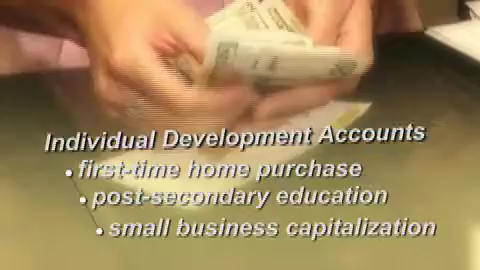 Individual Development Accounts
• first-time home purchase
• post-secondary education
• small business capitalization